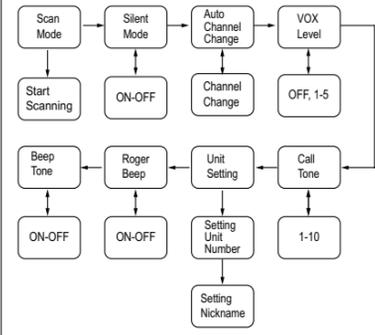 Scan
Mode
Silent
Mode
Auto
Channel
Change
VOX
Level
Start
Scanning
ON-OFF
Channel
Change
OFF, 1-5
Beep
Tone
Roger
Beep
Unit
Setting
Call
Tone
ON-OFF
ON-OFF
Setting
Unit
Number
1-10
Setting
Nickname